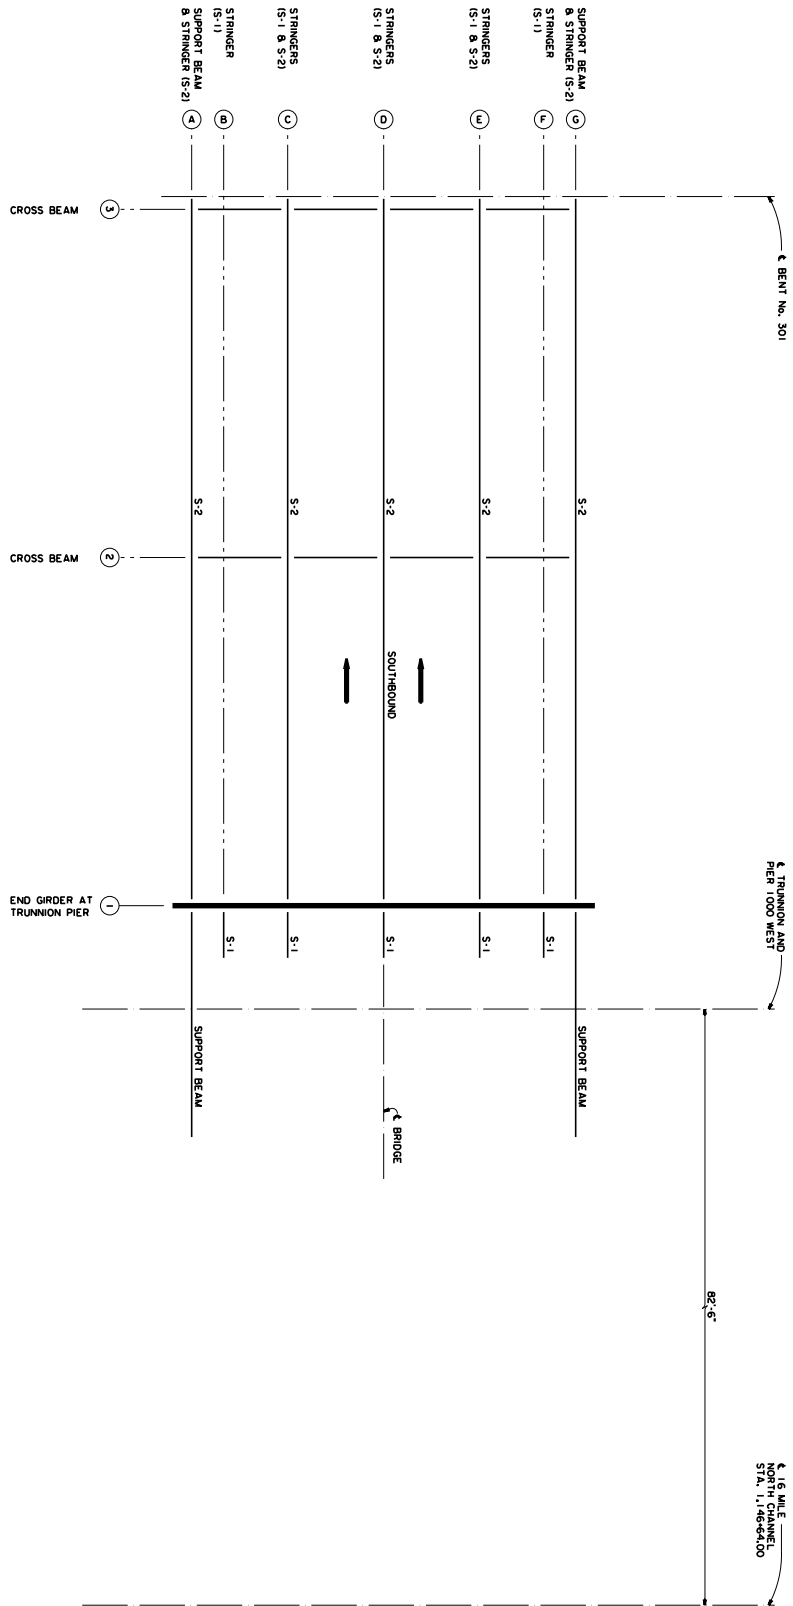 SUPPORT BEAM
& STRINGER (S-2)
STRINGER
(S-1)
STRINGERS
(S-1 & S-2)
STRINGERS
(S-1 & S-2)
STRINGERS
(S-1 & S-2)
STRINGER
(S-1)
SUPPORT BEAM
& STRINGER (S-2)
A
B
C
D
E
F
G
CROSS BEAM
3
℄ BENT No. 301
S-2
S-2
S-2
S-2
S-2
CROSS BEAM
2
SOUTHBOUND
END GIRDER AT
TRUNNION PIER
1
℄ TRUNNION AND
PIER 1000 WEST
S-1
S-1
S-1
S-1
S-1
SUPPORT BEAM
SUPPORT BEAM
℄ BRIDGE
82'-6"
℄ 16 MILE
NORTH CHANNEL
STA. 1,146+64.00